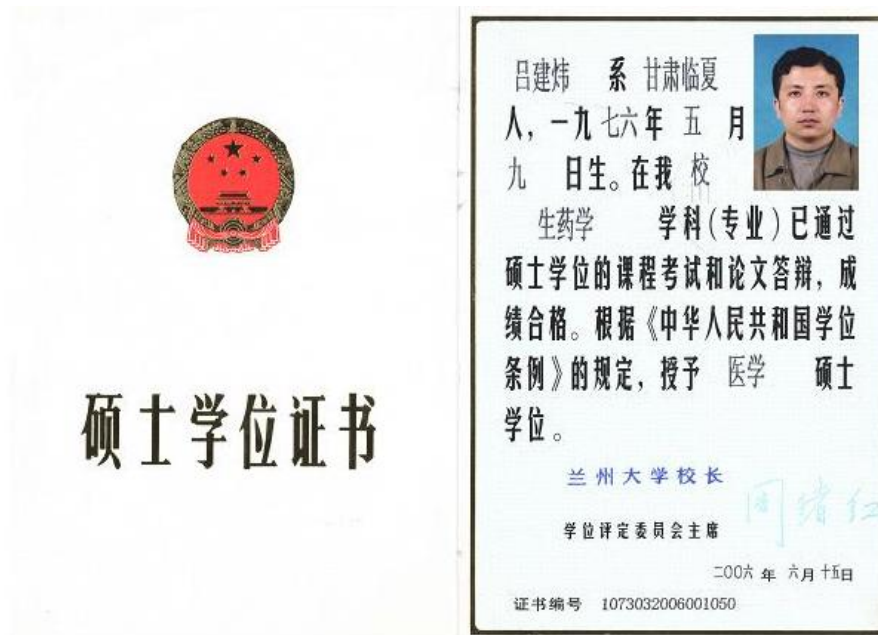 硕士学位证书
吕建炜 系 甘肃临夏
人，一九七六年 五 月
九 日生。在我 校
生药学 学科(专业)已通过
硕士学位的课程考试和论文答辩，成
绩合格。根据《中华人民共和国学位
条例》的规定，授予 医学 硕士
学位。
兰州大学校长
周绪红
学位评定委员会主席
二00六 年 六月十五日
证书编号 1073032006001050